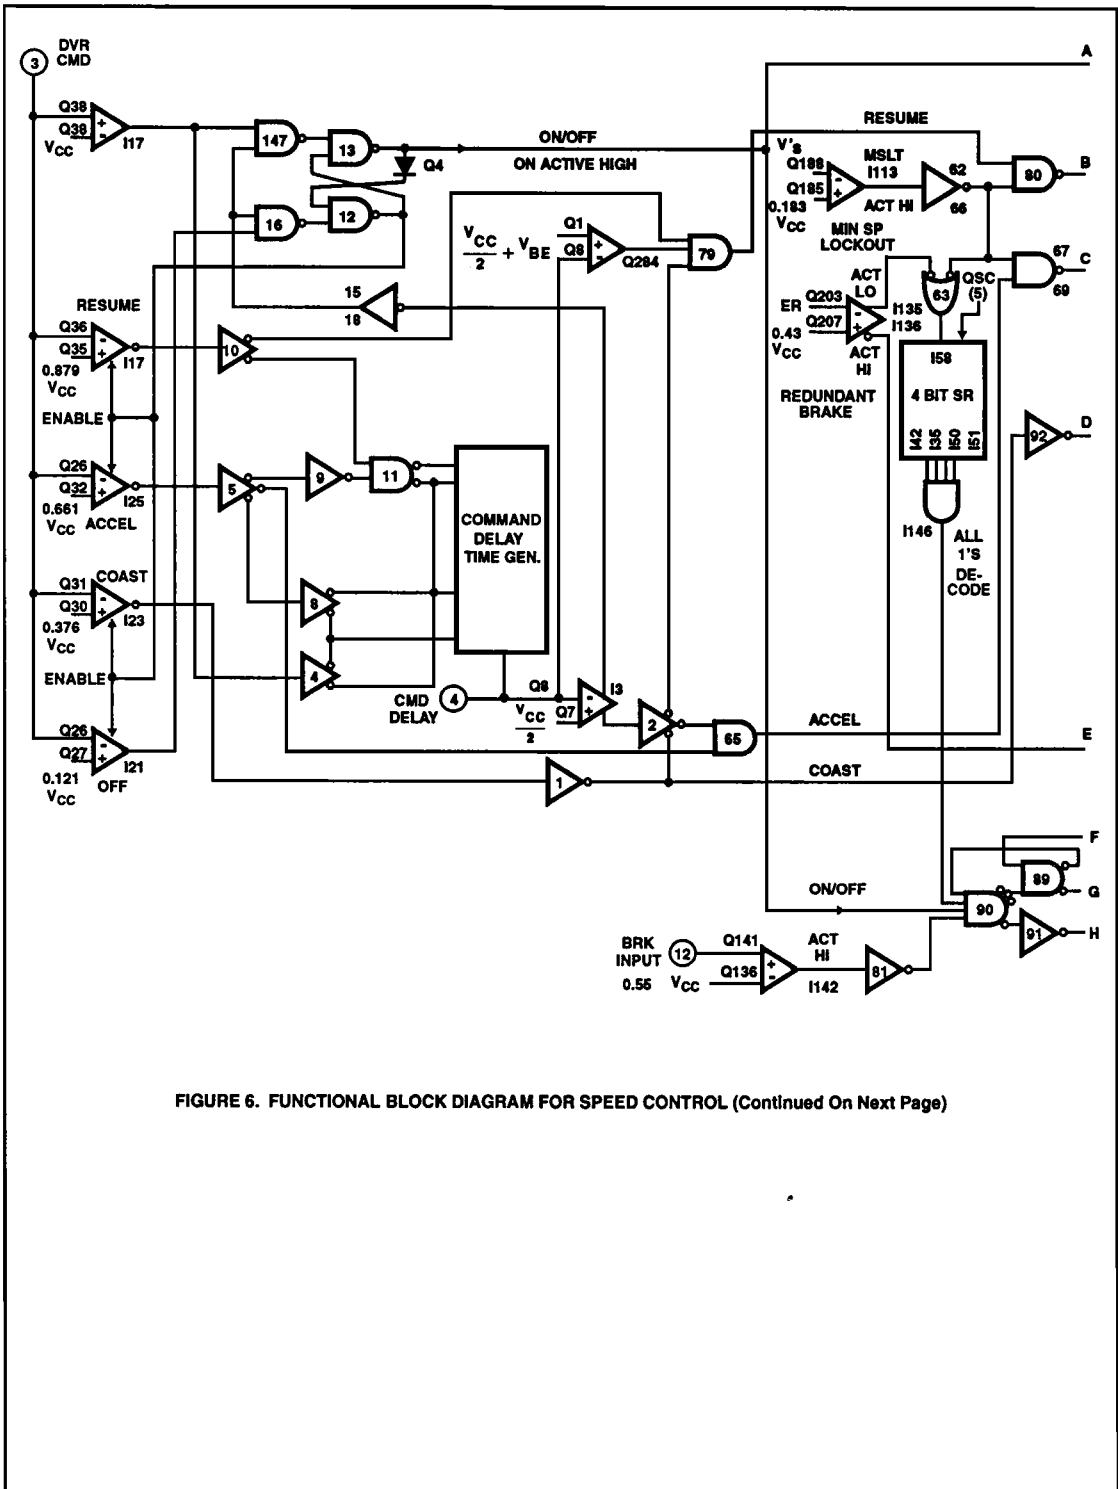 DVR
CMD
3
A
Q38
Q38
VCC
I17
147
13
ON/OFF
ON ACTIVE HIGH
Q4
16
12
RESUME
V's
Q188
Q185
0.183
VCC
MSLT
I113
ACT HI
MIN SP
LOCKOUT
62
66
80
B
VCC
2
+ VBE
Q1
Q8
Q284
79
67
69
C
15
18
RESUME
Q36
Q35
0.879
VCC
I17
10
ENABLE
ER
Q203
Q207
0.43
VCC
ACT
LO
I135
I136
ACT
HI
REDUNDANT
BRAKE
63
QSC
(5)
I58
4 BIT SR
I42
I35
I50
I51
I146
ALL
1'S
DE-
CODE
92
D
Q26
Q32
0.661
VCC
ACCEL
I25
5
9
11
COMMAND
DELAY
TIME GEN.
COAST
Q31
Q30
0.376
VCC
I23
8
ENABLE
4
CMD
DELAY
4
Q6
Q7
VCC
2
I3
2
65
ACCEL
E
Q26
Q27
0.121
VCC
I21
OFF
1
COAST
ON/OFF
F
89
G
90
91
H
BRK
INPUT
12
Q141
Q136
0.55
VCC
ACT
HI
I142
81
FIGURE 6. FUNCTIONAL BLOCK DIAGRAM FOR SPEED CONTROL (Continued On Next Page)